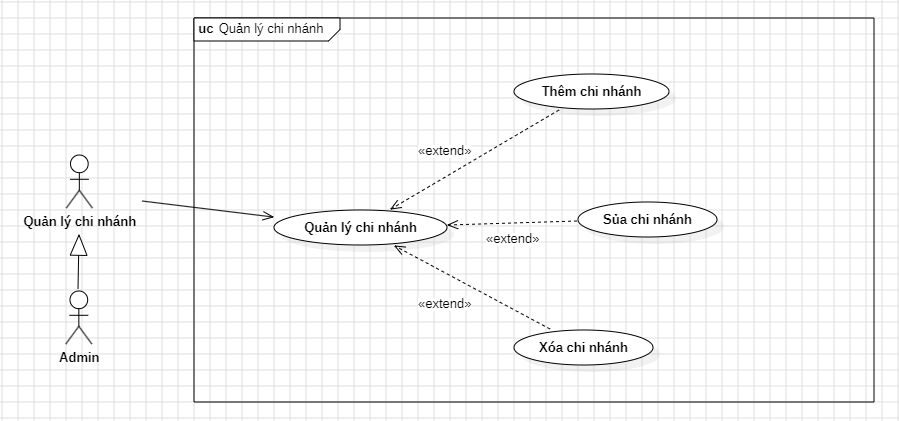 uc Quản lý chi nhánh
Thêm chi nhánh
«extend»
Quản lý chi nhánh
Sủa chi nhánh
Quản lý chi nhánh
«extend»
«extend»
Xóa chi nhánh
Admin